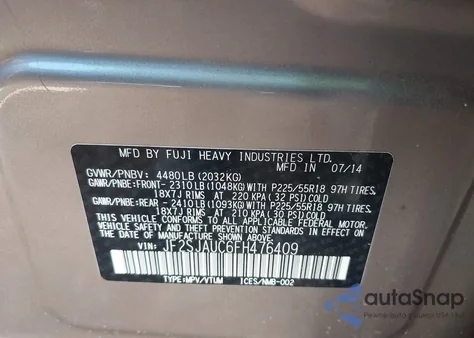 MFD. BY FUJI HEAVY INDUSTRIES LTD.
07/14
GVWR/PNBV: 4480LB (2032KG)
GAWR/PNBE:FRONT- 2310LB (1048KG) WITH P225/55R18 97H TIRES,
18X7J RIMS AT 220 KPA (32 PSI) COLD
GAWR/PNBE:REAR - 2410LB (1093KG) WITH P225/55R18 97H TIRES,
18X7J RIMS AT 210 KPA (30 PSI) COLD
THIS VEHICLE CONFORMS TO ALL APPLICABLE FEDERAL MOTOR
VEHICLE SAFETY AND THEFT PREVENTION STANDARDS IN EFFECT
ON THE DATE OF MANUFACTURE SHOWN ABOVE.
VIN: JF2SJAUC6FH476409
TYPE:MPV/VTUM ICES/NMB-002
autoSnap